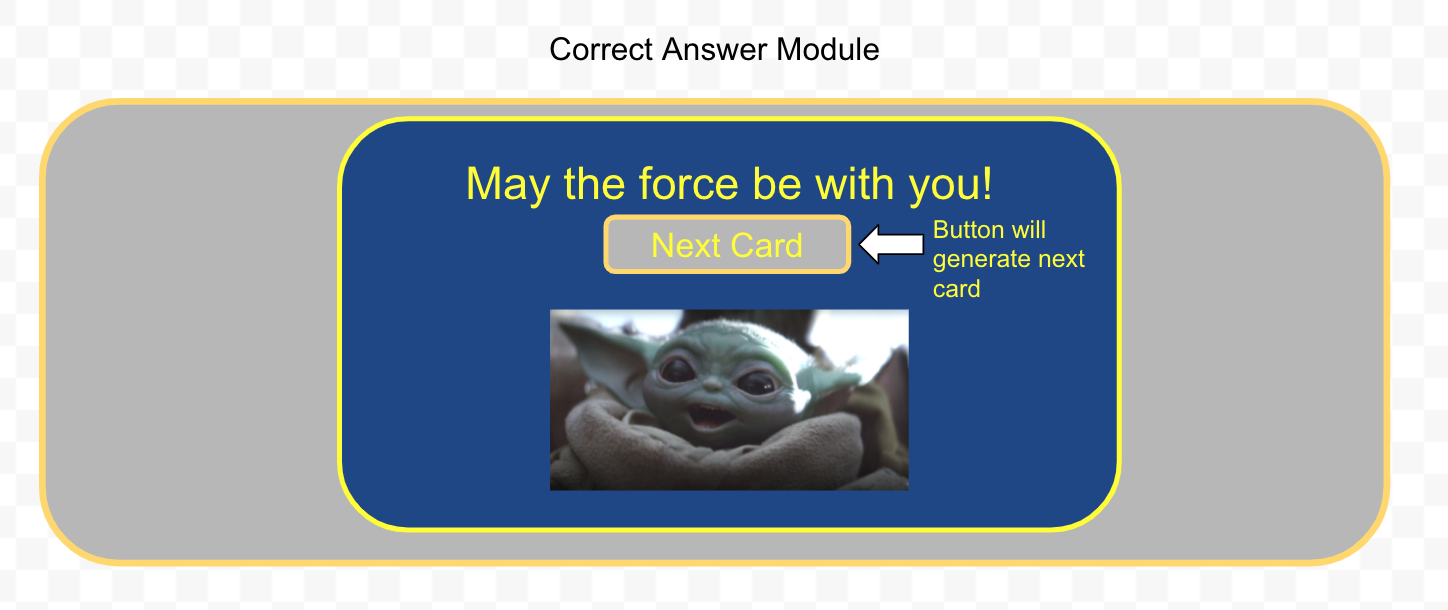 Correct Answer Module
May the force be with you!
Next Card
Button will
generate next
card